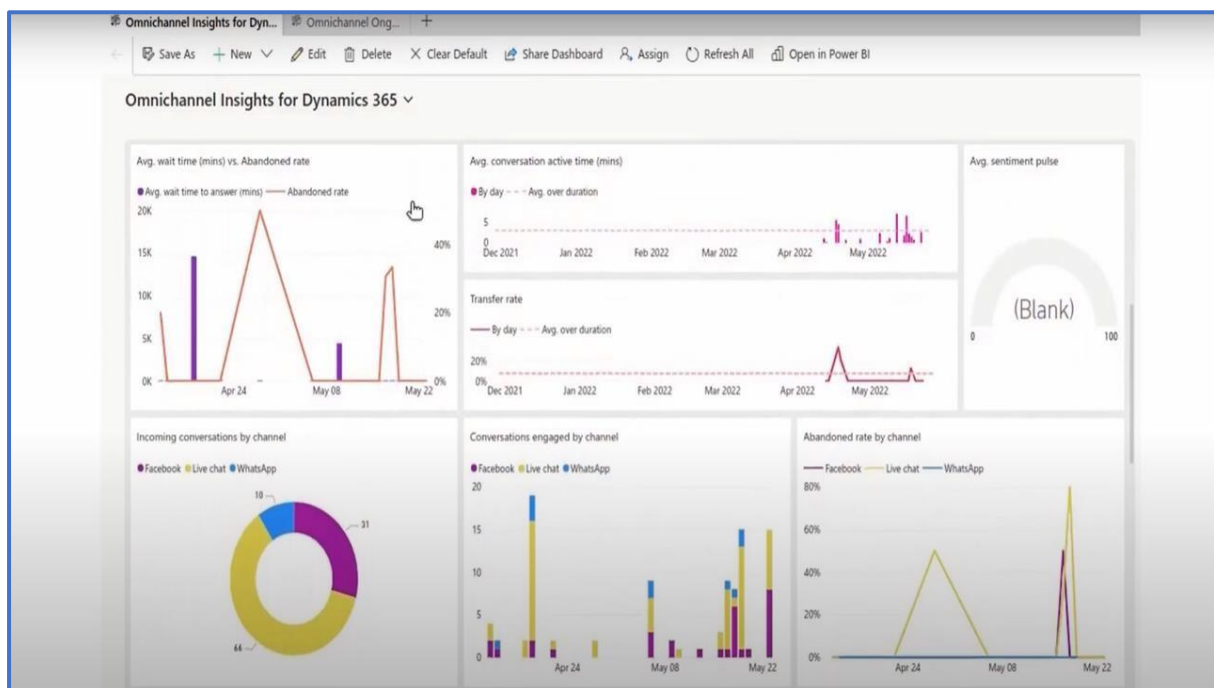 Omnichannel Insights for Dyn... Omnichannel Ong... +
Save As + New Edit Delete Clear Default Share Dashboard Assign Refresh All Open in Power BI
Omnichannel Insights for Dynamics 365
Avg. wait time (mins) vs. Abandoned rate
Avg. wait time to answer (mins) Abandoned rate
20K
15K
10K
5K
0K
40%
20%
0%
Apr 24 May 08 May 22
Avg. conversation active time (mins)
By day Avg. over duration
5
0
Dec 2021 Jan 2022 Feb 2022 Mar 2022 Apr 2022 May 2022
Transfer rate
By day Avg. over duration
20%
0%
Dec 2021 Jan 2022 Feb 2022 Mar 2022 Apr 2022 May 2022
Avg. sentiment pulse
(Blank)
0 100
Incoming conversations by channel
Facebook Live chat WhatsApp
10
31
66
Conversations engaged by channel
Facebook Live chat WhatsApp
20
15
10
5
0
Apr 24 May 08 May 22
Abandoned rate by channel
Facebook Live chat WhatsApp
80%
60%
40%
20%
0%
Apr 24 May 08 May 22